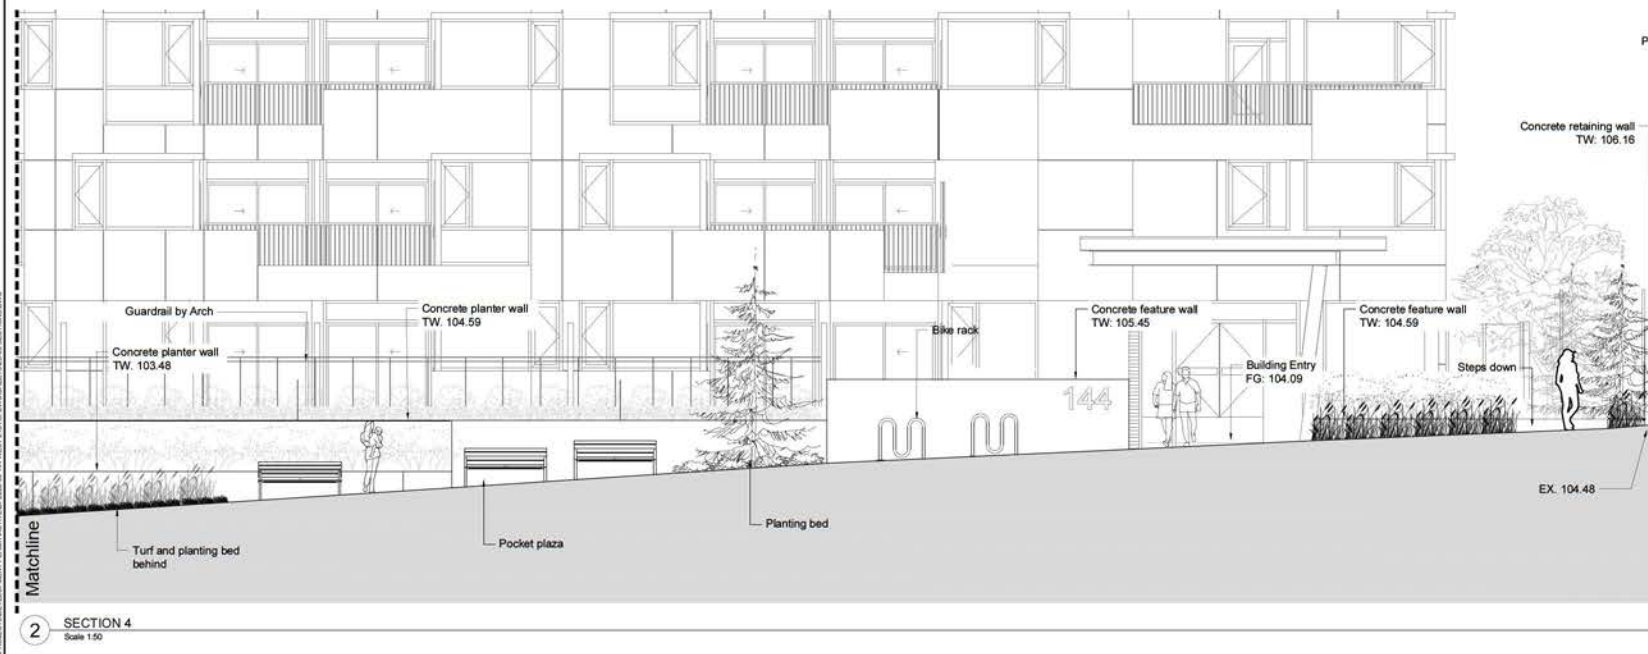 P
Concrete retaining wall
TW: 106.16
Guardrail by Arch
Concrete planter wall
TW. 104.59
Concrete planter wall
TW. 103.48
Bike rack
Concrete feature wall
TW: 105.45
Concrete feature wall
TW: 104.59
Building Entry
FG: 104.09
Steps down
144
EX. 104.48
Planting bed
Pocket plaza
Turf and planting bed
behind
Matchline
2
SECTION 4
Scale 1:50